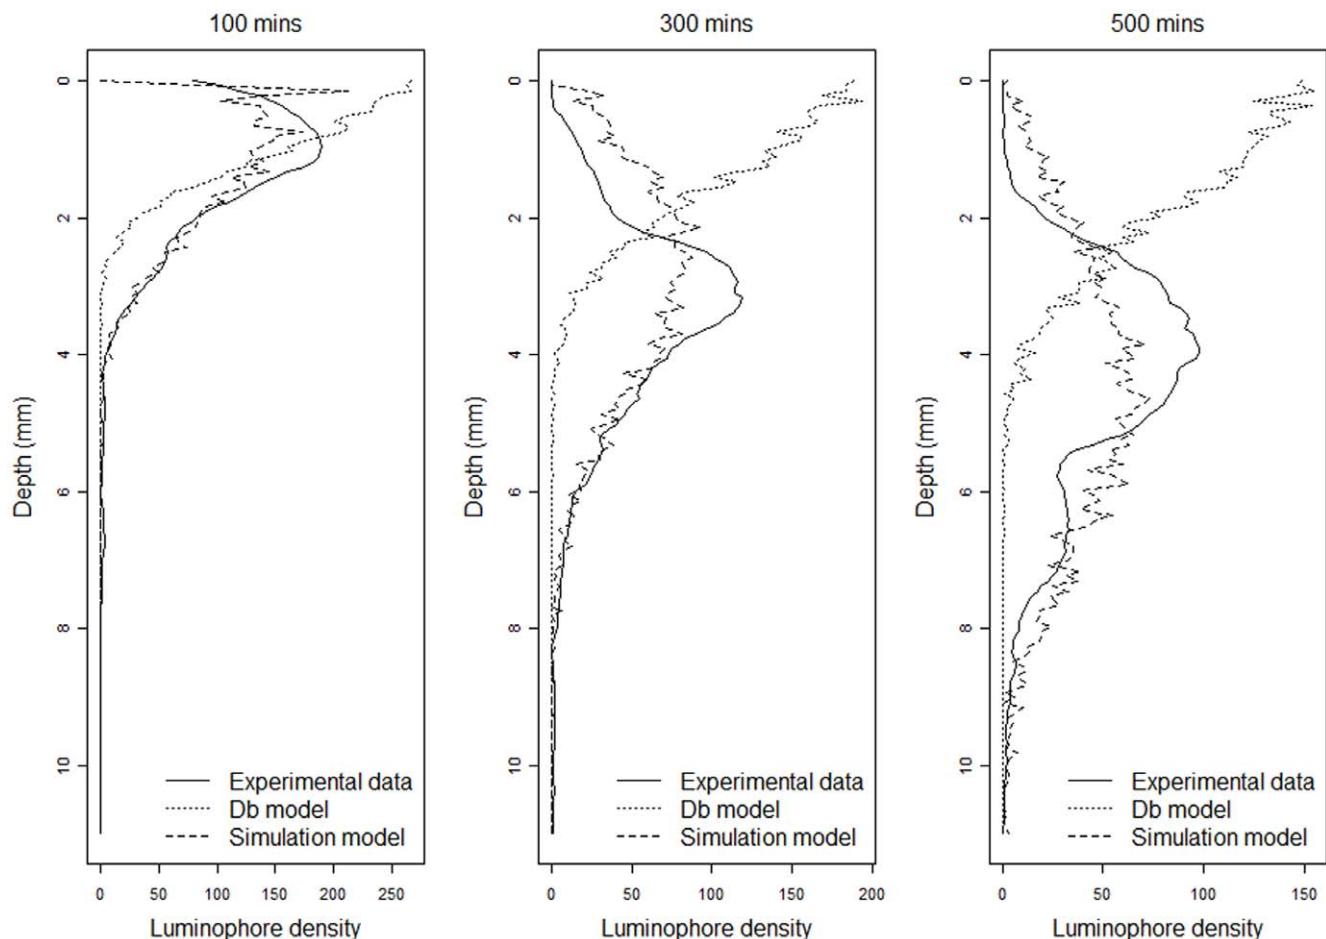 100 mins
0
2
4
6
8
10
Depth (mm)
0
50
100
150
200
250
Luminophore density
Experimental data
Db model
Simulation model
300 mins
0
2
4
6
8
10
Depth (mm)
0
50
100
150
200
Luminophore density
Experimental data
Db model
Simulation model
500 mins
0
2
4
6
8
10
Depth (mm)
0
50
100
150
Luminophore density
Experimental data
Db model
Simulation model